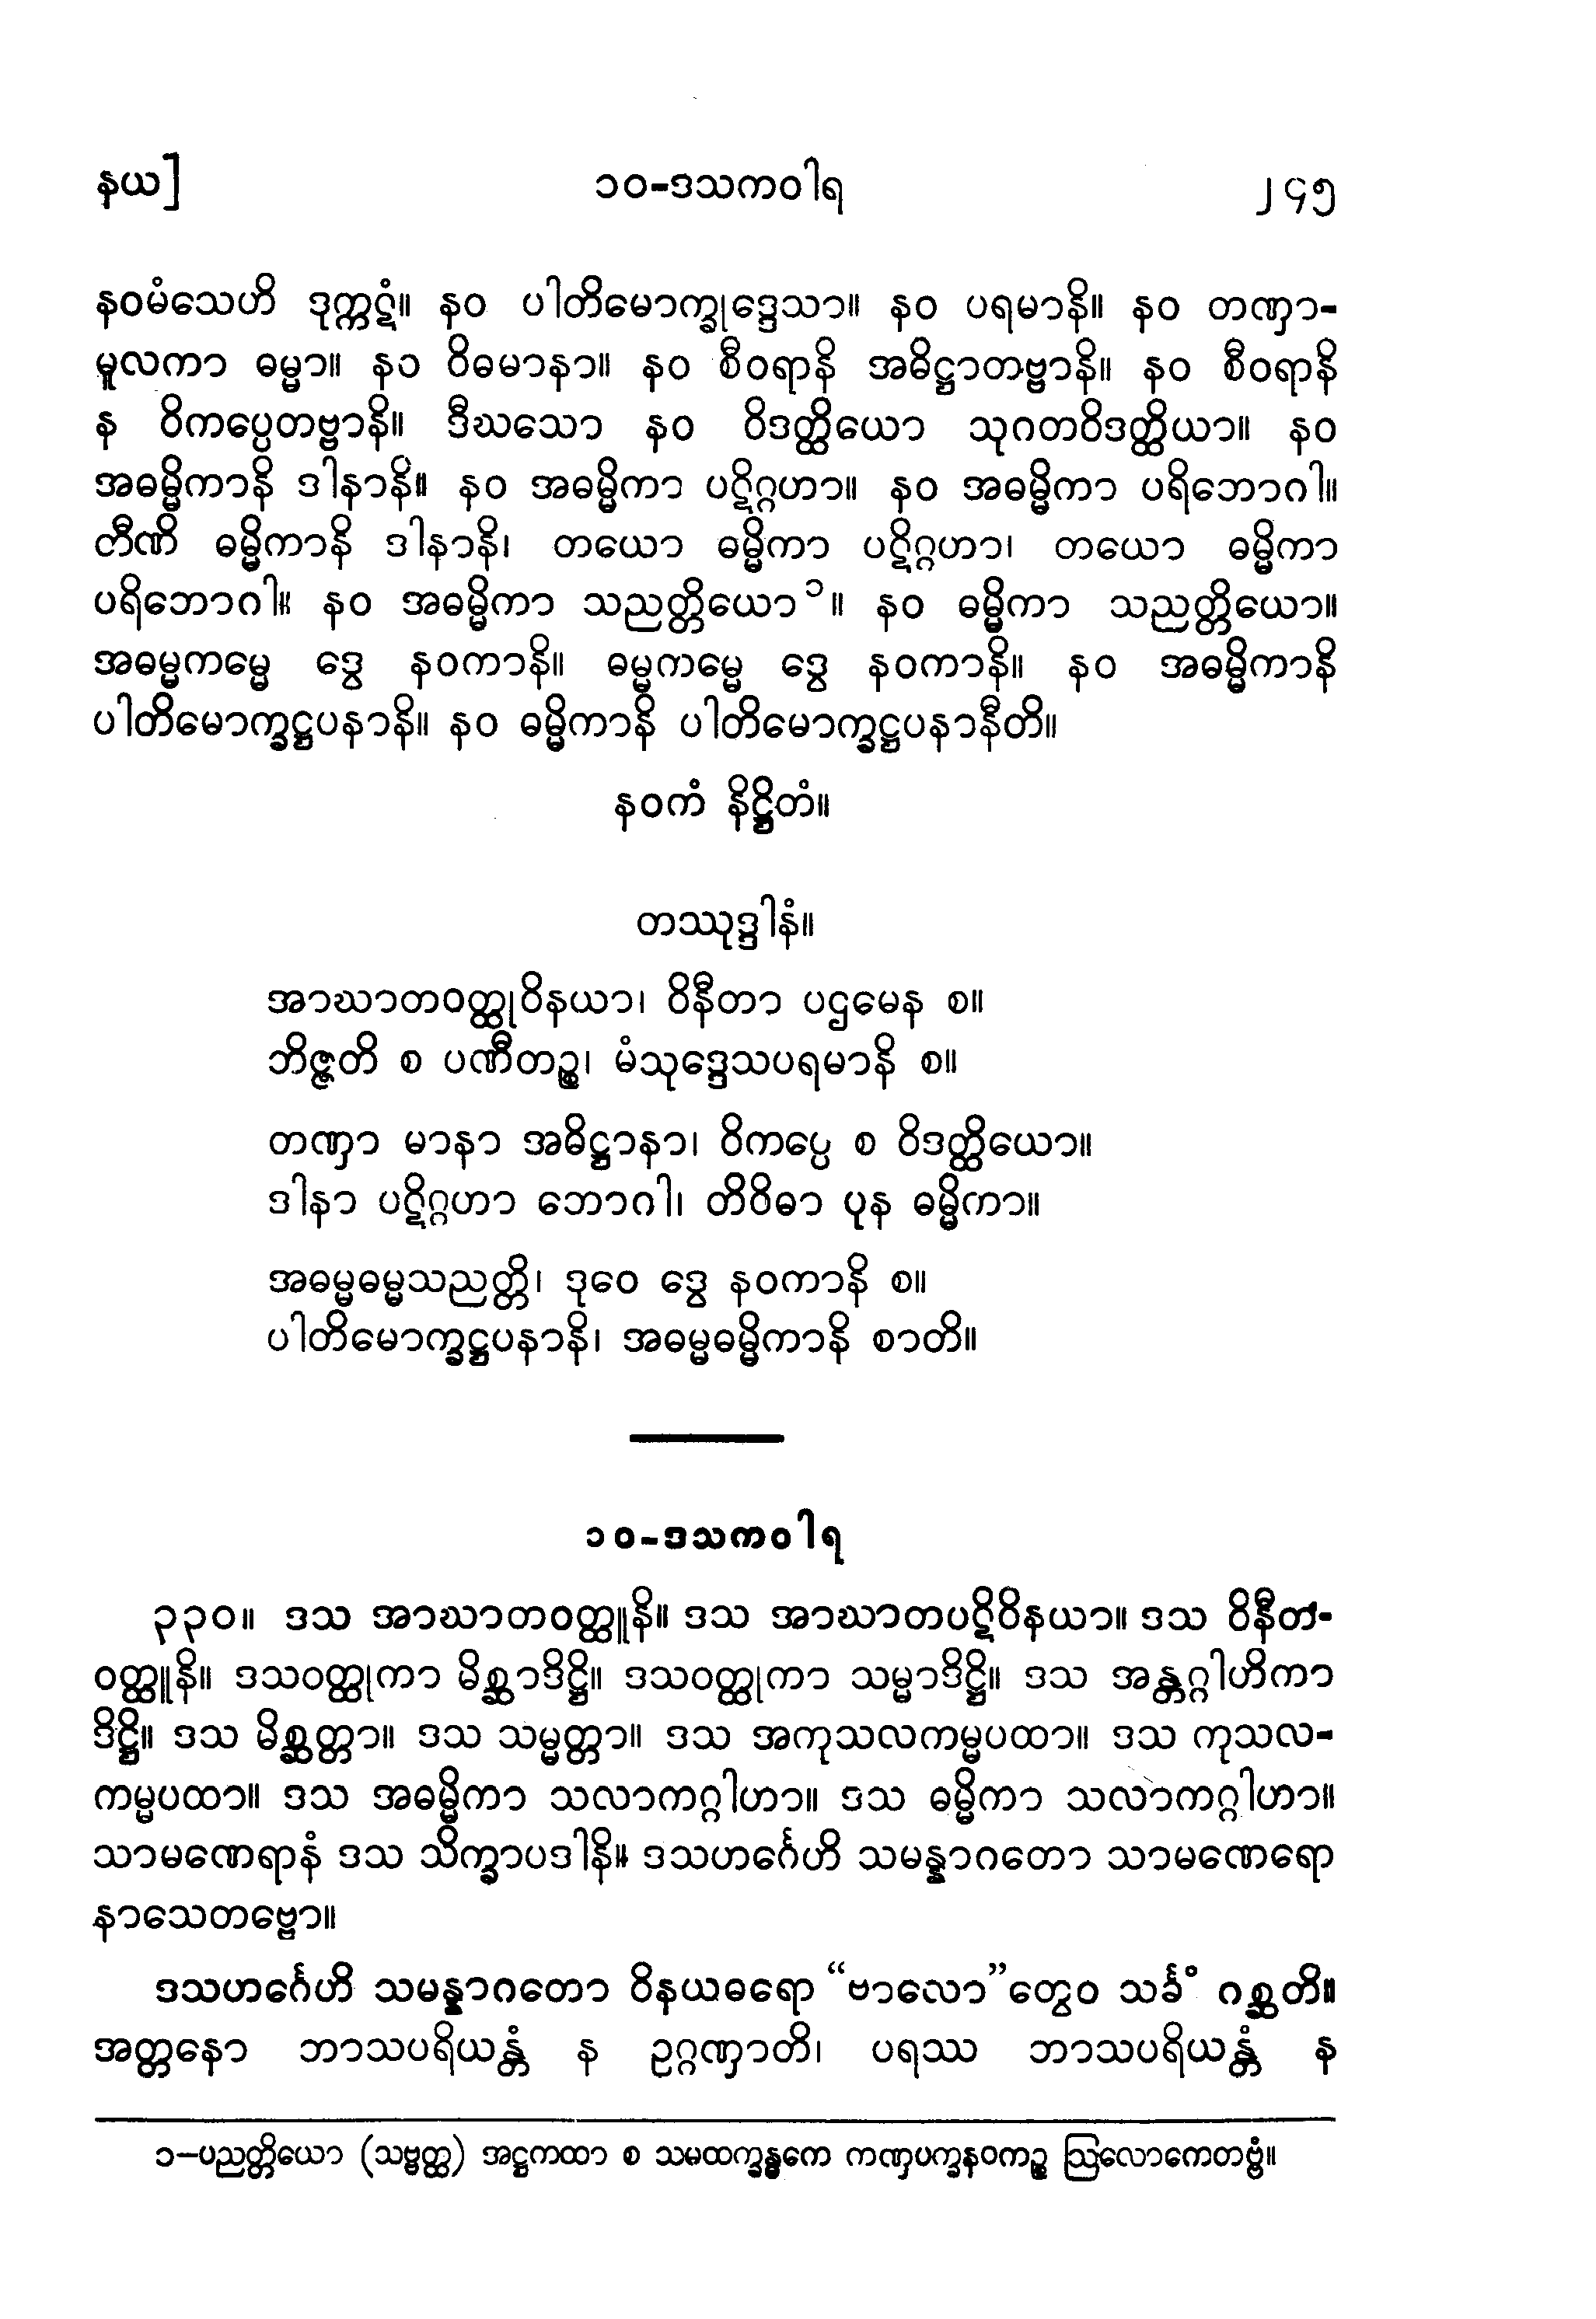 နယ]
၁၀-ဒသကဝါရ
၂၄၅
နဝမံသေဟိ ဒုက္ကဋံ။ နဝ ပါတိမောက္ခုဒ္ဒေသာ။ နဝ ပရမာနိ။ နဝ တဏှာ-
မူလကာ ဓမ္မာ။ နဝ ဝိဓမာနာ။ နဝ စီဝရာနိ အဓိဋ္ဌာတဗ္ဗာနိ။ နဝ စီဝရာနိ
န ဝိကပ္ပေတဗ္ဗာနိ။ ဒီဃသော နဝ ဝိဒတ္ထိယော သုဂတဝိဒတ္ထိယာ။ နဝ
အဓမ္မိကာနိ ဒါနာနိ။ နဝ အဓမ္မိကာ ပဋိဂ္ဂဟာ။ နဝ အဓမ္မိကာ ပရိဘောဂါ။
တီဏိ ဓမ္မိကာနိ ဒါနာနိ၊ တယော ဓမ္မိကာ ပဋိဂ္ဂဟာ၊ တယော ဓမ္မိကာ
ပရိဘောဂါ။ နဝ အဓမ္မိကာ သညတ္တိယော၁။ နဝ ဓမ္မိကာ သညတ္တိယော။
အဓမ္မကမ္မေ ဒွေ နဝကာနိ။ ဓမ္မကမ္မေ ဒွေ နဝကာနိ။ နဝ အဓမ္မိကာနိ
ပါတိမောက္ခဋ္ဌပနာနိ။ နဝ ဓမ္မိကာနိ ပါတိမောက္ခဋ္ဌပနာနီတိ။
နဝကံ နိဋ္ဌိတံ။
တဿုဒ္ဒါနံ။
အာဃာတဝတ္ထုဝိနယာ၊ ဝိနီတာ ပဌမေန စ။
ဘိဇ္ဇတိ စ ပဏီတဉ္စ၊ မံသုဒ္ဒေသပရမာနိ စ။
တဏှာ မာနာ အဓိဋ္ဌာနာ၊ ဝိကပ္ပေ စ ဝိဒတ္ထိယော။
ဒါနာ ပဋိဂ္ဂဟာ ဘောဂါ၊ တိဝိဓာ ပုန ဓမ္မိကာ။
အဓမ္မဓမ္မသညတ္တိ၊ ဒုဝေ ဒွေ နဝကာနိ စ။
ပါတိမောက္ခဋ္ဌပနာနိ၊ အဓမ္မဓမ္မိကာနိ စာတိ။
၁၀-ဒသကဝါရ
၃၃၀။ ဒသ အာဃာတဝတ္ထူနိ။ ဒသ အာဃာတပဋိဝိနယာ။ ဒသ ဝိနီတ-
ဝတ္ထူနိ။ ဒသဝတ္ထုကာ မိစ္ဆာဒိဋ္ဌိ။ ဒသဝတ္ထုကာ သမ္မာဒိဋ္ဌိ။ ဒသ အန္တဂ္ဂါဟိကာ
ဒိဋ္ဌိ။ ဒသ မိစ္ဆတ္တာ။ ဒသ သမ္မတ္တာ။ ဒသ အကုသလကမ္မပထာ။ ဒသ ကုသလ-
ကမ္မပထာ။ ဒသ အဓမ္မိကာ သလာကဂ္ဂါဟာ။ ဒသ ဓမ္မိကာ သလာကဂ္ဂါဟာ။
သာမဏေရာနံ ဒသ သိက္ခာပဒါနိ။ ဒသဟင်္ဂေဟိ သမန္နာဂတော သာမဏေရော
နာသေတဗ္ဗော။
ဒသဟင်္ဂေဟိ သမန္နာဂတော ဝိနယဓရော “ဗာလော”တွေဝ သင်္ခံ ဂစ္ဆတိ။
အတ္တနော ဘာသပရိယန္တံ န ဥဂ္ဂဏှာတိ၊ ပရဿ ဘာသပရိယန္တံ န
၁–ပညတ္တိယော (သဗ္ဗတ္ထ) အဋ္ဌကထာ စ သမထက္ခန္ဓကေ ကဏှပက္ခနဝကဉ္စ ဩလောကေတဗ္ဗံ။